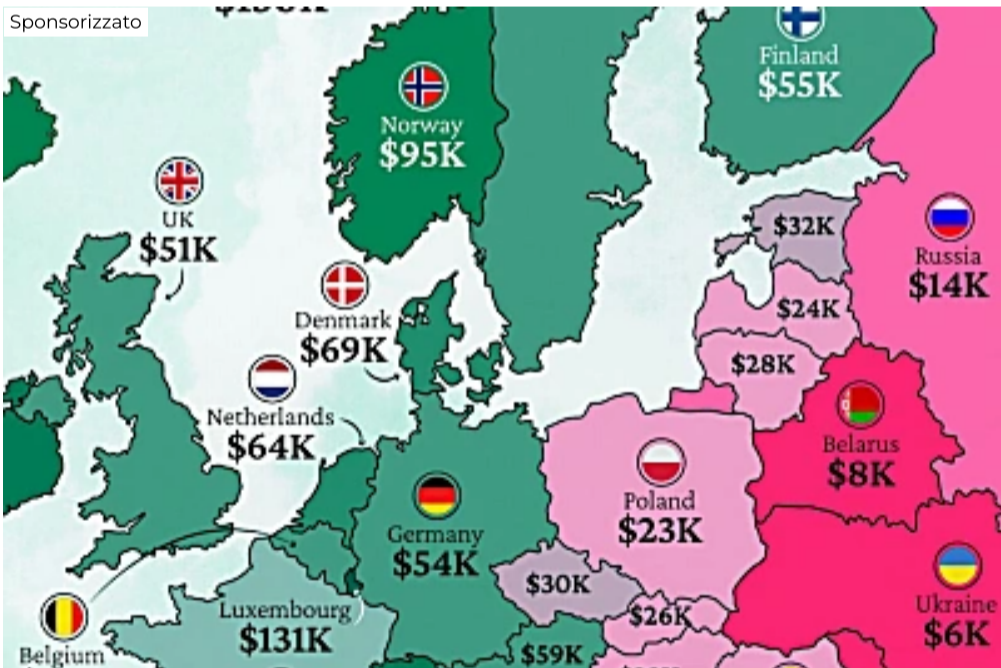 Sponsorizzato
Finland
$55K
Norway
$95K
UK
$51K
$32K
Russia
$14K
Denmark
$69K
$24K
$28K
Netherlands
$64K
Belarus
$8K
Poland
$23K
Germany
$54K
$30K
Ukraine
$6K
Luxembourg
$131K
$26K
Belgium
$59K